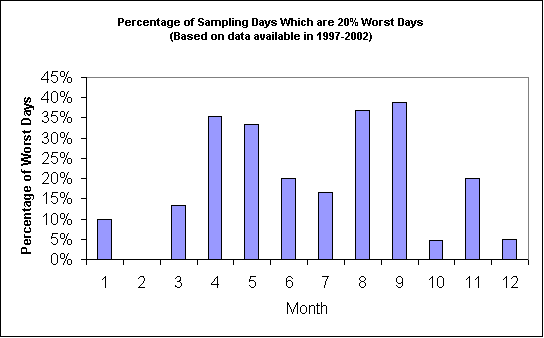 Percentage of Sampling Days Which are 20% Worst Days
(Based on data available in 1997-2002)
Percentage of Worst Days
45%
40%
35%
30%
25%
20%
15%
10%
5%
0%
1 2 3 4 5 6 7 8 9 10 11 12
Month